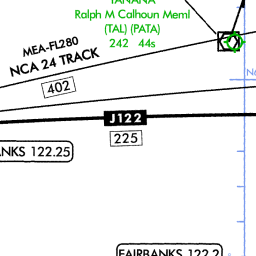 TANANA
Ralph M Calhoun Meml
(TAL) (PATA)
242 44s
MEA-FL280
NCA 24 TRACK
402
J122
225
NKS 122.25
FAIRBANKS 122.2